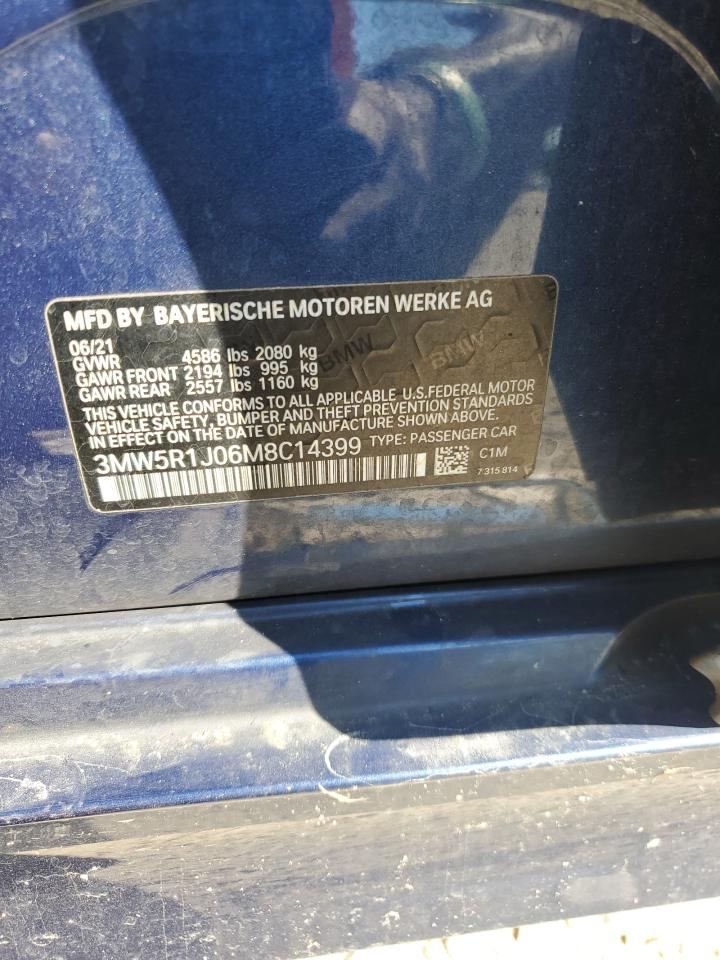 MFD BY BAYERISCHE MOTOREN WERKE AG
06/21
GVWR 4586 lbs 2080 kg
GAWR FRONT 2194 lbs 995 kg
GAWR REAR 2557 lbs 1160 kg
THIS VEHICLE CONFORMS TO ALL APPLICABLE U.S.FEDERAL MOTOR
VEHICLE SAFETY, BUMPER AND THEFT PREVENTION STANDARDS
IN EFFECT ON THE DATE OF MANUFACTURE SHOWN ABOVE.
3MW5R1J06M8C14399 TYPE: PASSENGER CAR
C1M
7 315 814
BMW
BMW